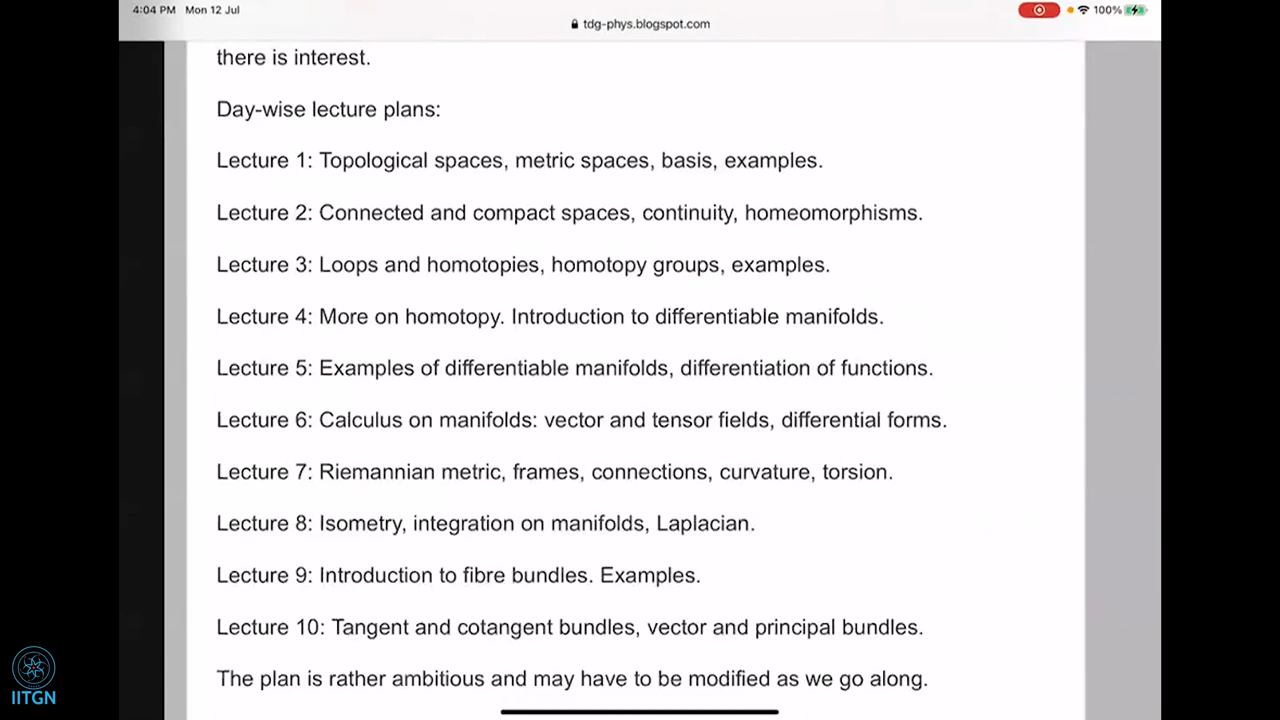 4:04 PM Mon 12 Jul
tdg-phys.blogspot.com
100%
there is interest.
Day-wise lecture plans:
Lecture 1: Topological spaces, metric spaces, basis, examples.
Lecture 2: Connected and compact spaces, continuity, homeomorphisms.
Lecture 3: Loops and homotopies, homotopy groups, examples.
Lecture 4: More on homotopy. Introduction to differentiable manifolds.
Lecture 5: Examples of differentiable manifolds, differentiation of functions.
Lecture 6: Calculus on manifolds: vector and tensor fields, differential forms.
Lecture 7: Riemannian metric, frames, connections, curvature, torsion.
Lecture 8: Isometry, integration on manifolds, Laplacian.
Lecture 9: Introduction to fibre bundles. Examples.
Lecture 10: Tangent and cotangent bundles, vector and principal bundles.
The plan is rather ambitious and may have to be modified as we go along.
IITGN